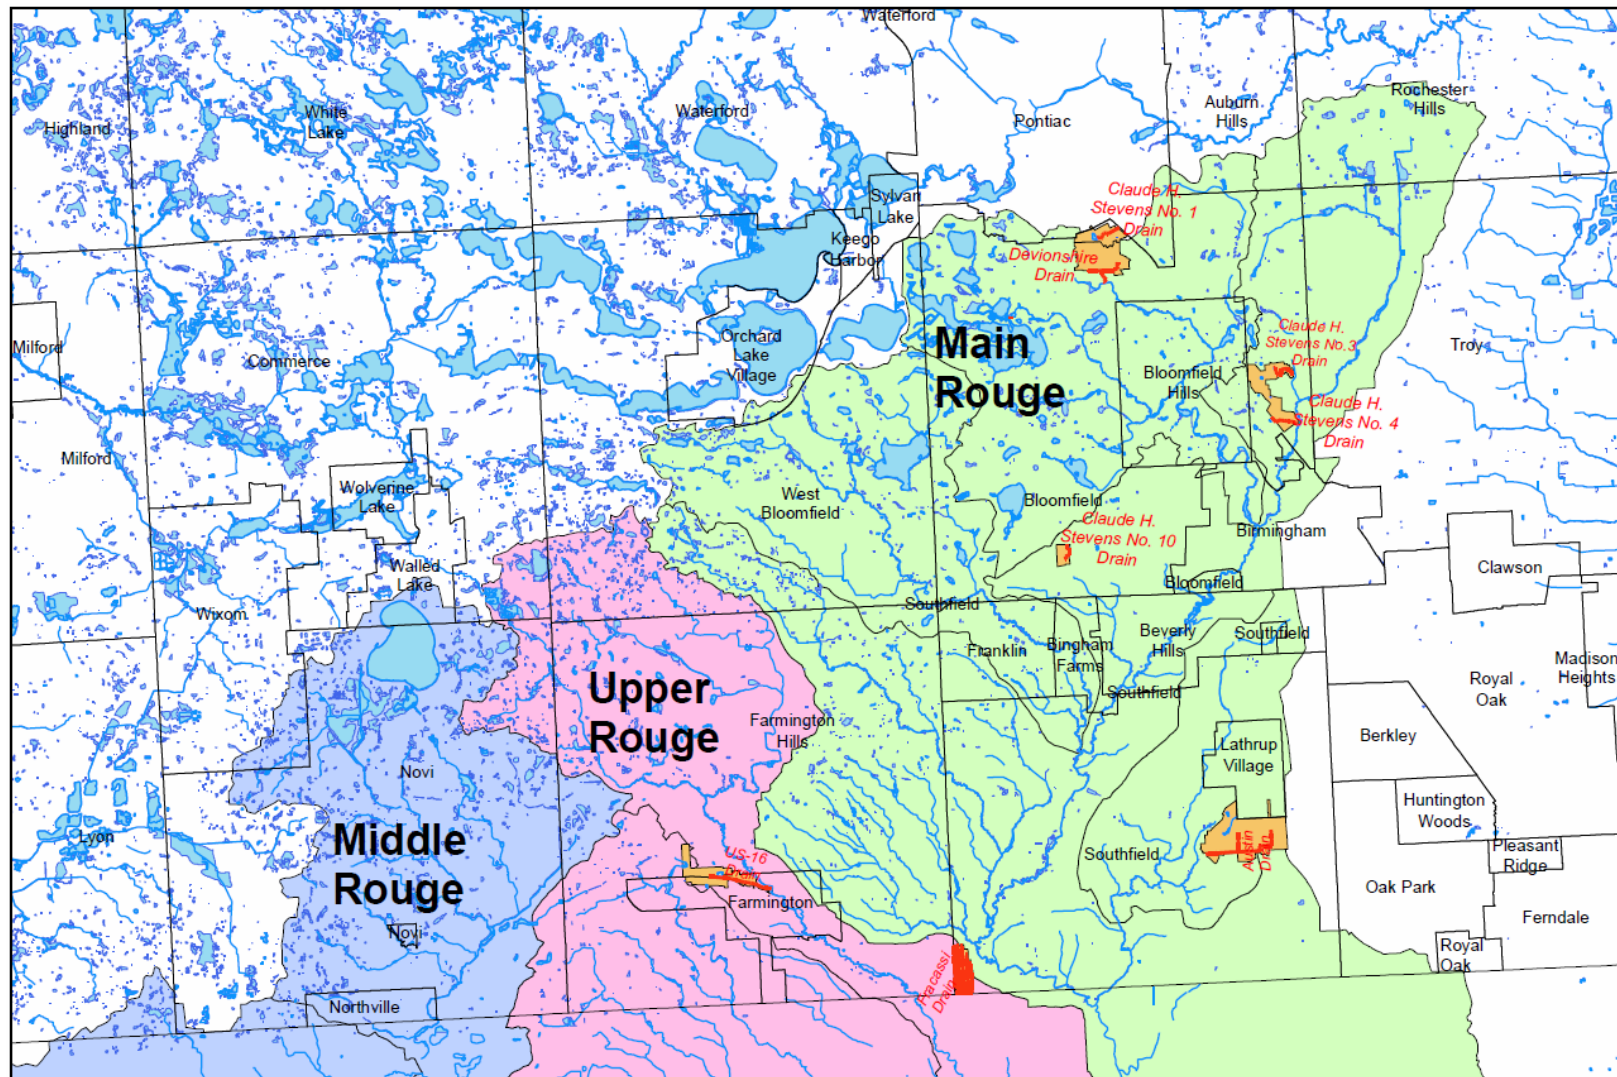 Waterford
Highland
White
Lake
Waterford
Pontiac
Auburn
Hills
Rochester
Hills
Sylvan
Lake
Keego
Harbor
Claude H.
Stevens No. 1
Drain
Devionshire
Drain
Milford
Commerce
Orchard
Lake
Village
Main
Rouge
Bloomfield
Hills
Claude H.
Stevens No.3
Drain
Troy
Claude H.
Stevens No. 4
Drain
Milford
Wolverine
Lake
West
Bloomfield
Bloomfield
Claude H.
Stevens No. 10
Drain
Birmingham
Clawson
Walled
Lake
Bloomfield
Wixom
Southfield
Franklin
Bingham
Farms
Beverly
Hills
Southfield
Madison
Heights
Royal
Oak
Southfield
Upper
Rouge
Farmington
Hills
Berkley
Lathrup
Village
Novi
Huntington
Woods
Lyon
Middle
Rouge
US-16
Drain
Southfield
Austin
Drain
Pleasant
Ridge
Oak Park
Farmington
Ferndale
Novi
Royal
Oak
Fracassi
Drain
Northville